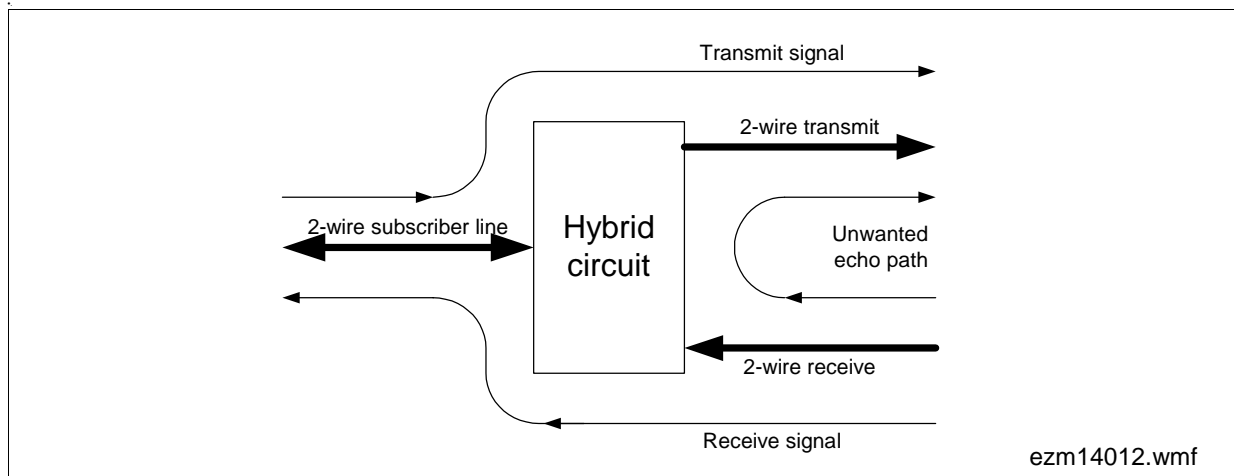 Transmit signal
2-wire transmit
2-wire subscriber line
Hybrid
circuit
Unwanted
echo path
2-wire receive
Receive signal
ezm14012.wmf